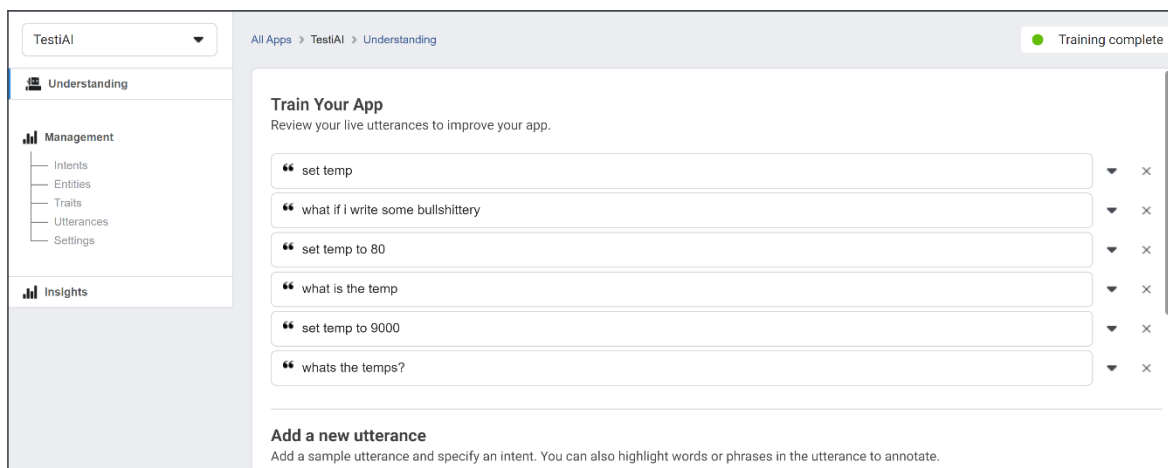 TestiAI
All Apps > TestiAI > Understanding
Training complete
Understanding
Management
Intents
Entities
Traits
Utterances
Settings
Insights
Train Your App
Review your live utterances to improve your app.
❝ set temp
❝ what if i write some bullshittery
❝ set temp to 80
❝ what is the temp
❝ set temp to 9000
❝ whats the temps?
Add a new utterance
Add a sample utterance and specify an intent. You can also highlight words or phrases in the utterance to annotate.